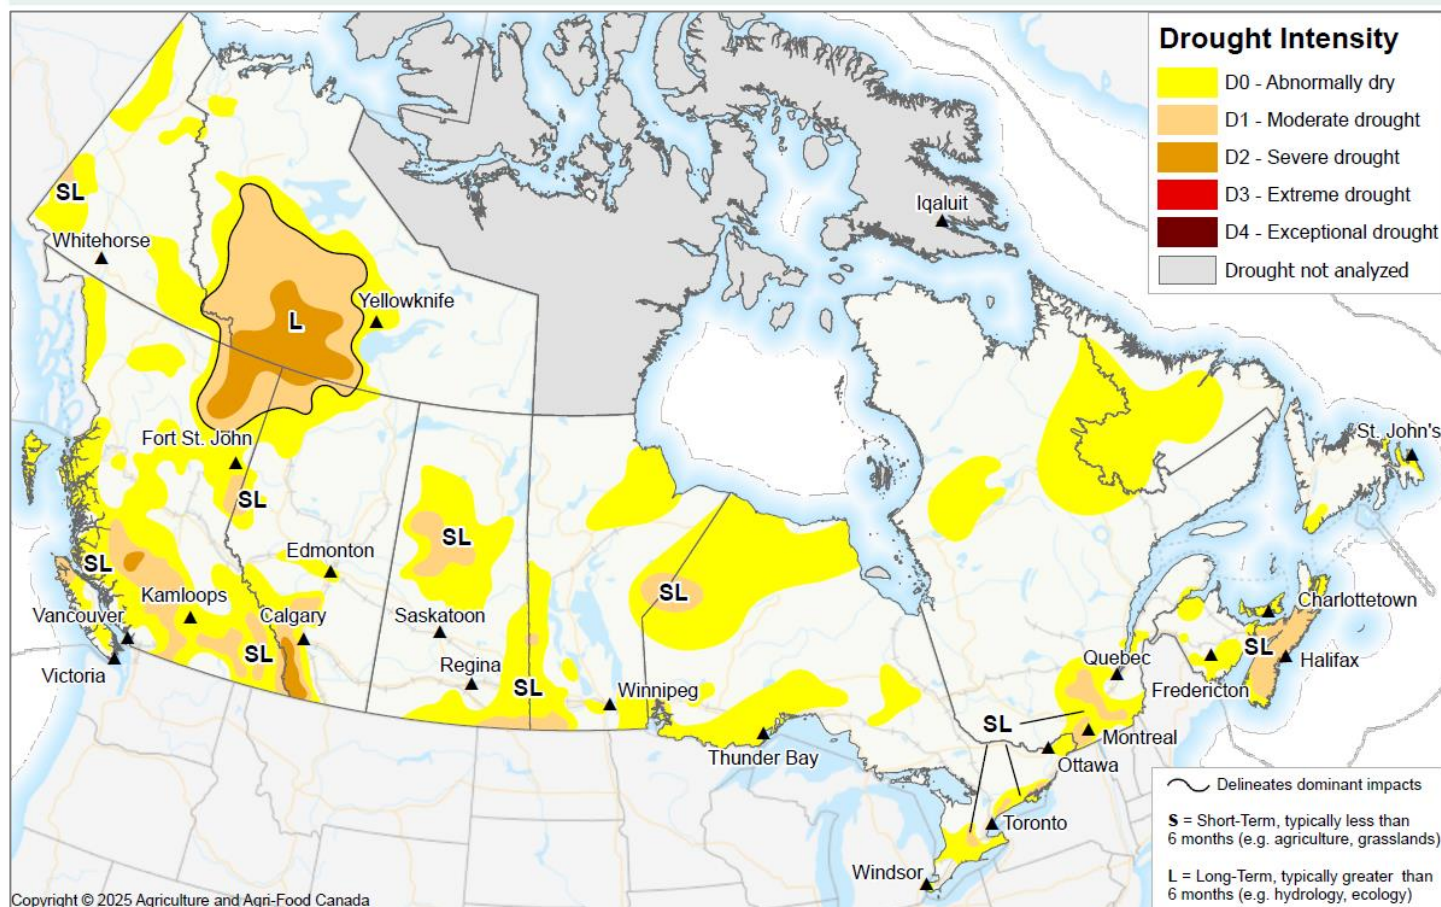 Drought Intensity
D0 - Abnormally dry
D1 - Moderate drought
D2 - Severe drought
D3 - Extreme drought
D4 - Exceptional drought
Drought not analyzed
Iqaluit
SL
Whitehorse
Yellowknife
L
Fort St. John
St. John's
SL
SL
Edmonton
SL
Kamloops
SL
Vancouver
Calgary
Saskatoon
Charlottetown
SL
SL
Halifax
Victoria
Regina
SL
Winnipeg
Quebec
Fredericton
SL
Montreal
Thunder Bay
Ottawa
Toronto
Windsor
Delineates dominant impacts
S = Short-Term, typically less than
6 months (e.g. agriculture, grasslands)
L = Long-Term, typically greater than
6 months (e.g. hydrology, ecology)
Copyright © 2025 Agriculture and Agri-Food Canada